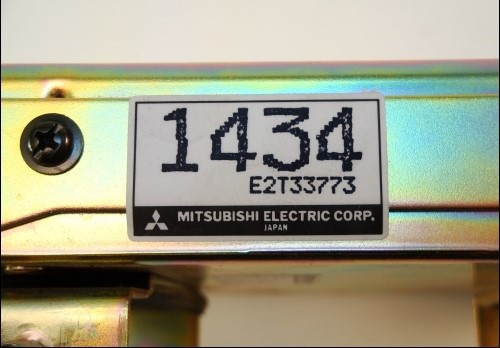 1434
E2T33773
MITSUBISHI ELECTRIC CORP.
JAPAN